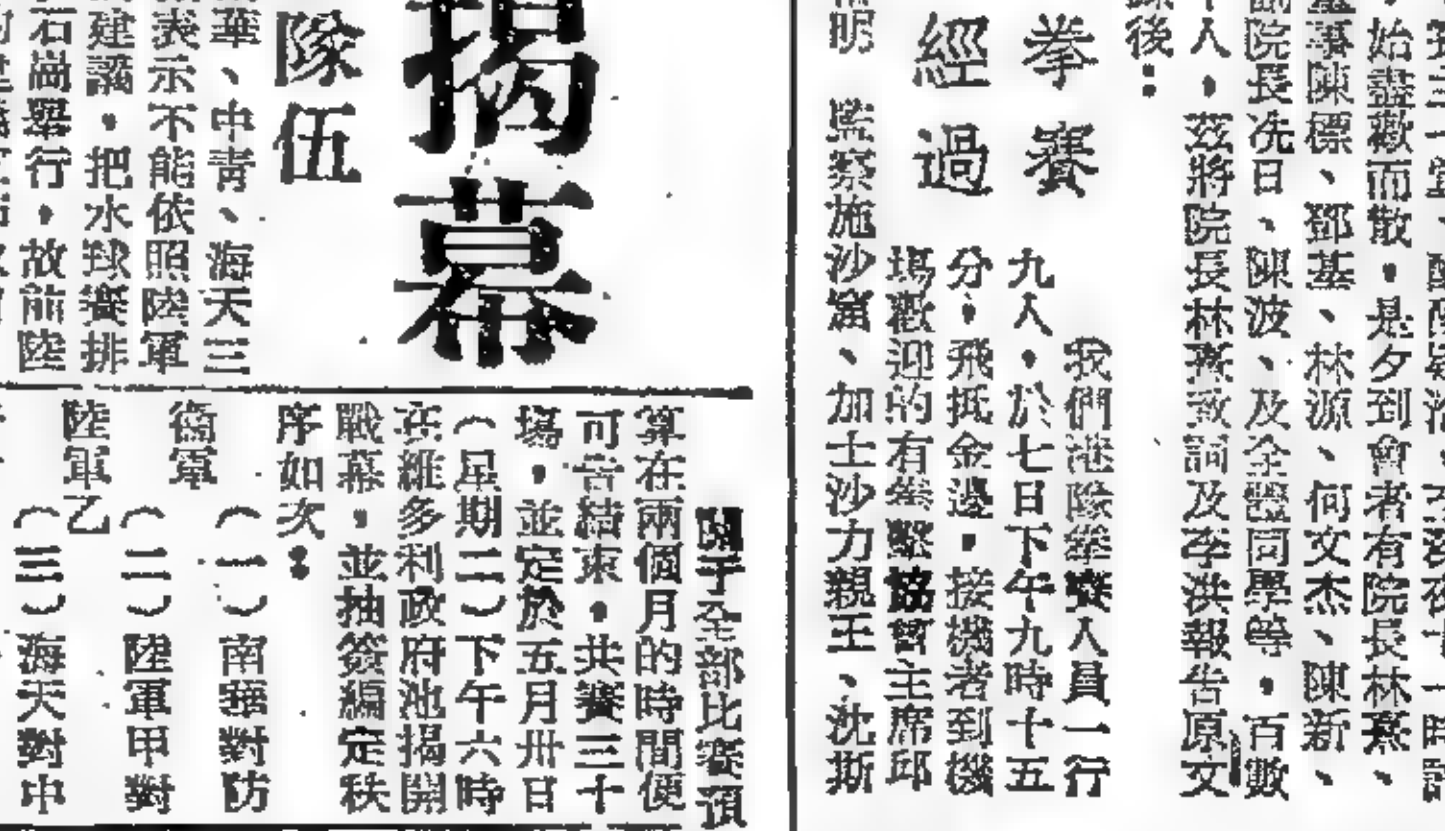 ，始盡歡而散。是夕到會者有院長林熹、
董事陳標、鄧基、林源、何文杰、陳新、
副院長冼日、陳波、及全體同學等，百數
十人，茲將院長林熹致詞及李洪報告原文
錄後：
拳賽
經過
我們港隊拳賽人員一行
九人，於七日下午九時十五
分，飛抵金邊。接機者到機
場歡迎的有拳擊協會主席邱
明 監察施沙窩、加士沙力親王、沈斯
揭幕
隊伍
華、中青、海天三
表示不能依照陸軍
建議，把水球賽排
石崗舉行，故前陸
關于全部比賽預
算在兩個月的時間便
可告結束。共賽三十
場，並定於五月卅日
（星期二）下午六時
在維多利政府池揭開
戰幕，並抽簽編定秩
序如次：
（一）南華對防
衞軍 （二）陸軍甲對
陸軍乙 （三）海天對中